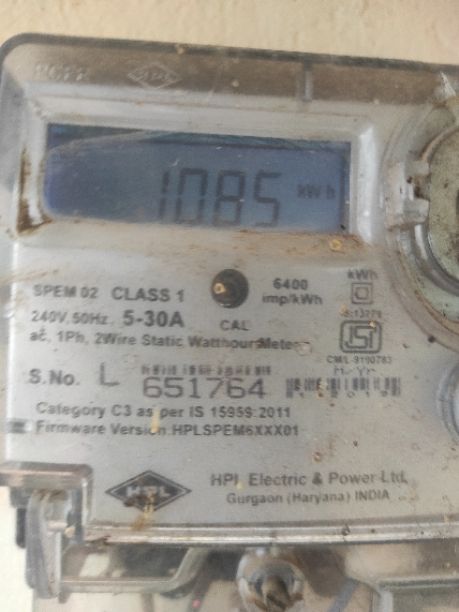 1085 kWh
SPEM 02 CLASS 1
6400
imp/kWh
kWh
240V, 50Hz, 5-30A
CAL
ac, 1Ph, 2Wire Static Watthour Meter
S.No. L 651764
CM/L-9190783
Category C3 as per IS 15959:2011
Firmware Version:HPLSPEM6XXX01
HPL
HPL Electric & Power Ltd.
Gurgaon (Haryana) INDIA